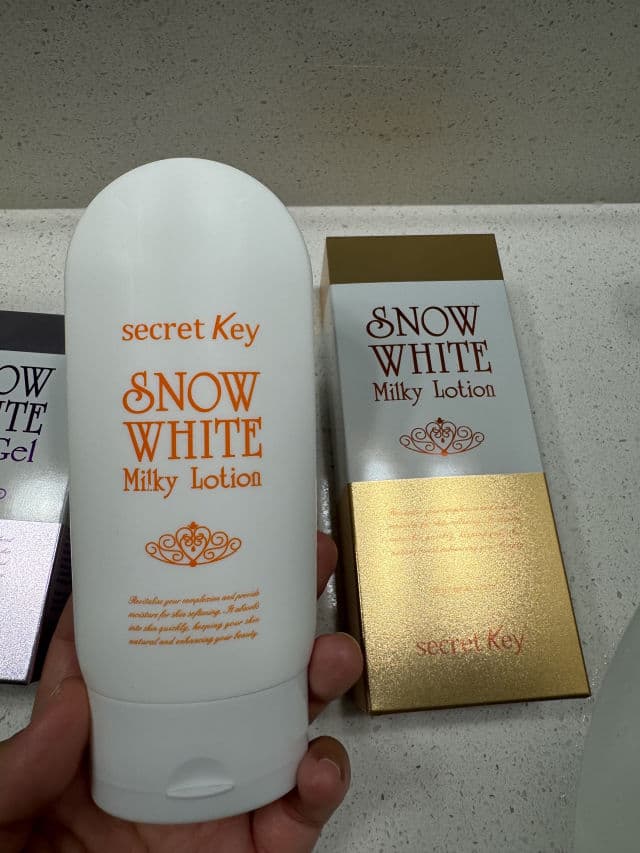 secret Key
SNOW
WHITE
Milky Lotion
Revitalize your complexion and provide
moisture for skin softening. It absorbs
into skin quickly, keeping your skin
natural and enhancing your beauty
SNOW
WHITE
Milky Lotion
secret Key
OW
ITE
Gel